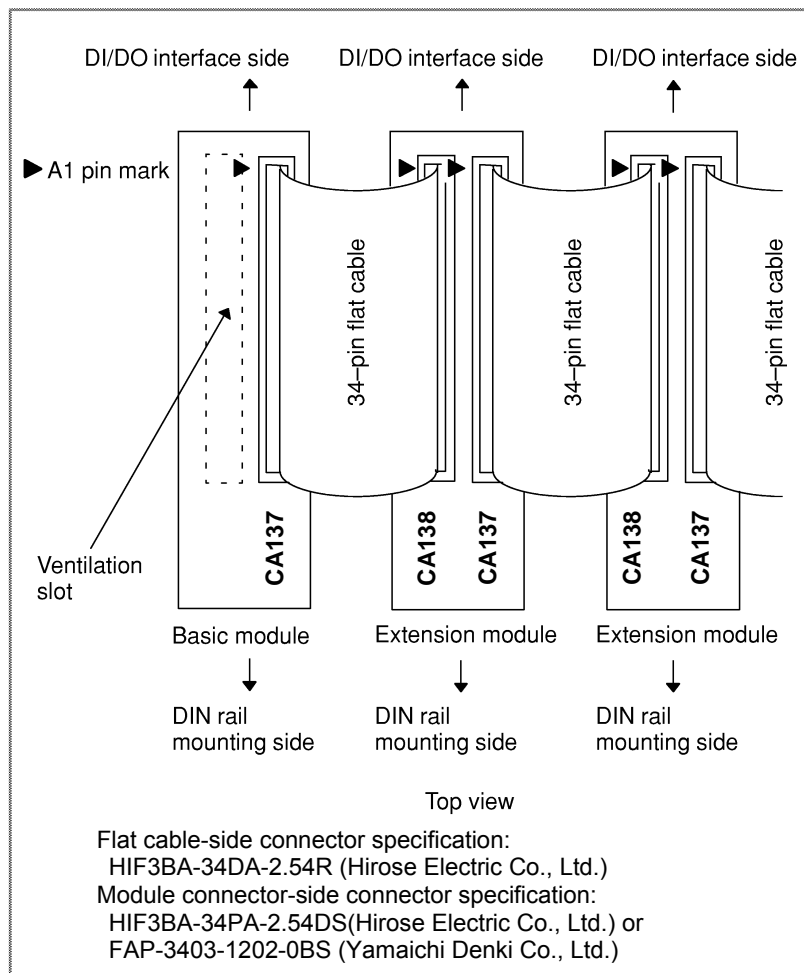 DI/DO interface side DI/DO interface side DI/DO interface side
A1 pin mark
34–pin flat cable 34–pin flat cable 34–pin flat cable
CA137 CA138 CA137 CA138 CA137
Ventilation
slot
Basic module Extension module Extension module
DIN rail DIN rail DIN rail
mounting side mounting side mounting side
Top view
Flat cable-side connector specification:
HIF3BA-34DA-2.54R (Hirose Electric Co., Ltd.)
Module connector-side connector specification:
HIF3BA-34PA-2.54DS(Hirose Electric Co., Ltd.) or
FAP-3403-1202-0BS (Yamaichi Denki Co., Ltd.)